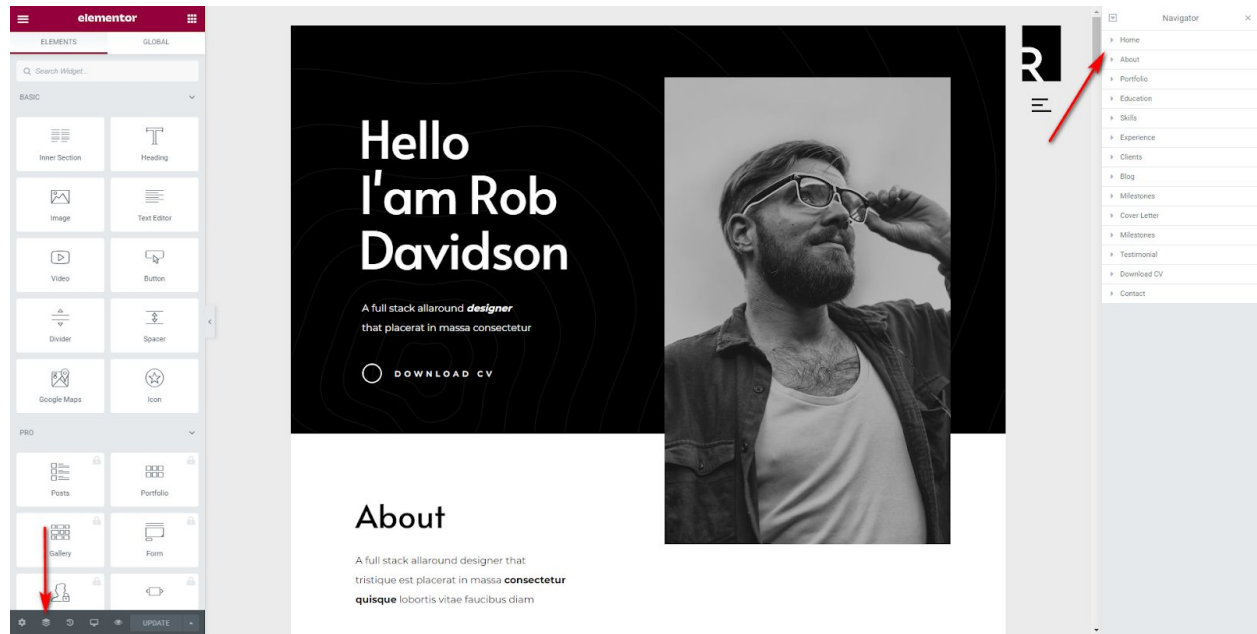 elementor
ELEMENTS GLOBAL
Search Widget...
BASIC
Inner Section Heading
Image Text Editor
Video Button
Divider Spacer
Google Maps Icon
PRO
Posts Portfolio
Gallery Form
UPDATE
Hello
I'am Rob
Davidson
A full stack allaround designer
that placerat in massa consectetur
DOWNLOAD CV
About
A full stack allaround designer that
tristique est placerat in massa consectetur
quisque lobortis vitae faucibus diam
R
Navigator
Home
About
Portfolio
Education
Skills
Experience
Clients
Blog
Milestones
Cover Letter
Milestones
Testimonial
Download CV
Contact